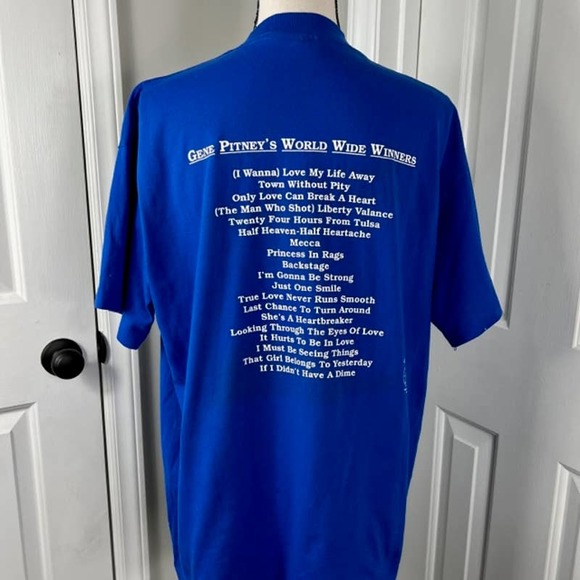 Gene Pitney's World Wide Winners
(I Wanna) Love My Life Away
Town Without Pity
Only Love Can Break A Heart
(The Man Who Shot) Liberty Valance
Twenty Four Hours From Tulsa
Half Heaven-Half Heartache
Mecca
Princess In Rags
Backstage
I'm Gonna Be Strong
Just One Smile
True Love Never Runs Smooth
Last Chance To Turn Around
She's A Heartbreaker
Looking Through The Eyes Of Love
It Hurts To Be In Love
I Must Be Seeing Things
That Girl Belongs To Yesterday
If I Didn't Have A Dime